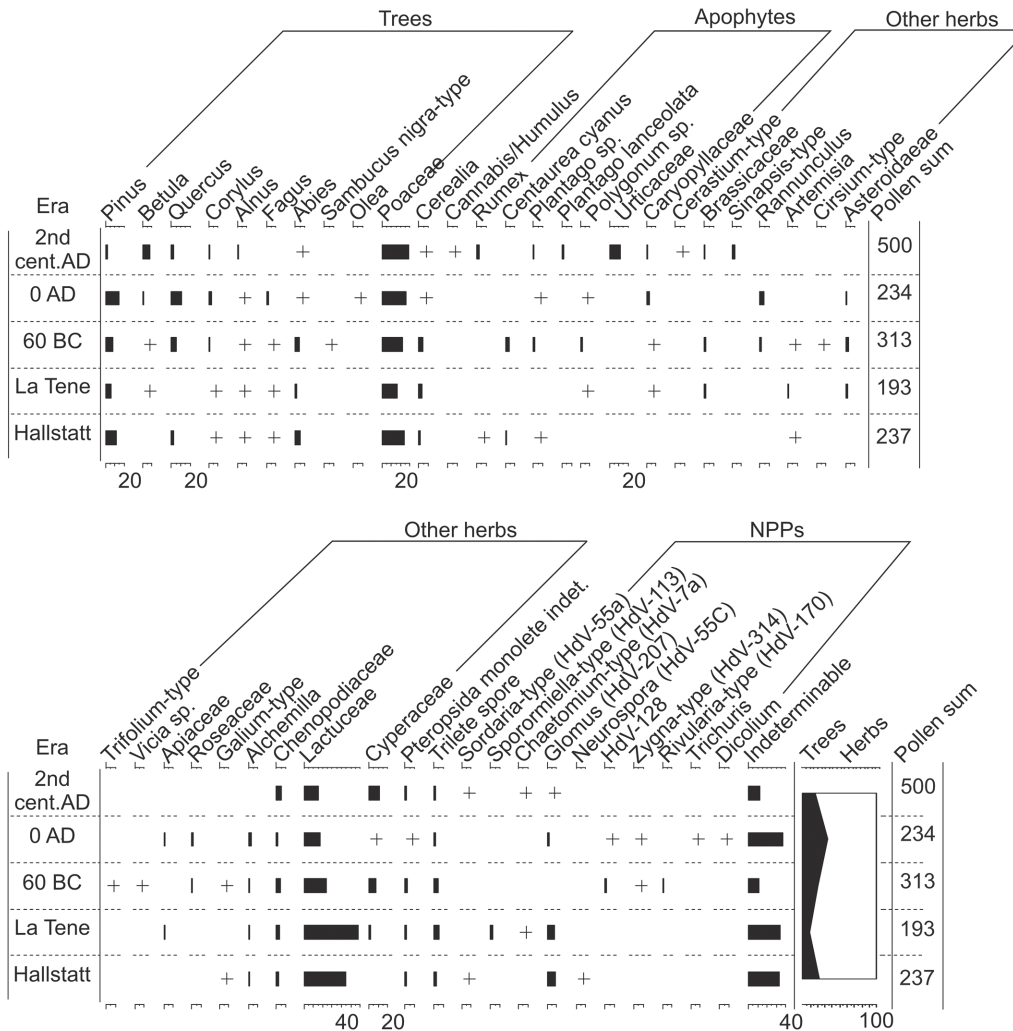 Trees
Apophytes
Other herbs
Era
Pinus
Betula
Quercus
Corylus
Alnus
Fagus
Abies
Sambucus nigra-type
Olea
Poaceae
Cerealia
Cannabis/Humulus
Rumex
Centaurea cyanus
Plantago sp.
Plantago lanceolata
Polygonum sp.
Urticaceae
Caryopyllaceae
Cerastium-type
Brassicaceae
Sinapsis-type
Rannunculus
Artemisia
Cirsium-type
Asteroidaeae
Pollen sum
2nd
cent.AD
+ + + + 500
0 AD
+ + + + + + 234
60 BC
+ + + + + + + 313
La Tene
+ + + + + + 193
Hallstatt
+ + + + + + 237
20 20 20 20
Other herbs
NPPs
Era
Trifolium-type
Vicia sp.
Apiaceae
Roseaceae
Galium-type
Alchemilla
Chenopodiaceae
Lactuceae
Cyperaceae
Pteropsida monolete indet.
Trilete spore
Sordaria-type (HdV-55a)
Sporormiella-type (HdV-113)
Chaetomium-type (HdV-7a)
Glomus (HdV-207)
Neurospora (HdV-55C)
HdV-128
Zygna-type (HdV-314)
Rivularia-type (HdV-170)
Trichuris
Dicolium
Indeterminable
Trees
Herbs
Pollen sum
2nd
cent.AD
+ + + 500
0 AD
+ + + + + + 234
60 BC
+ + + + 313
La Tene
+ 193
Hallstatt
+ + + 237
40 20 40 100